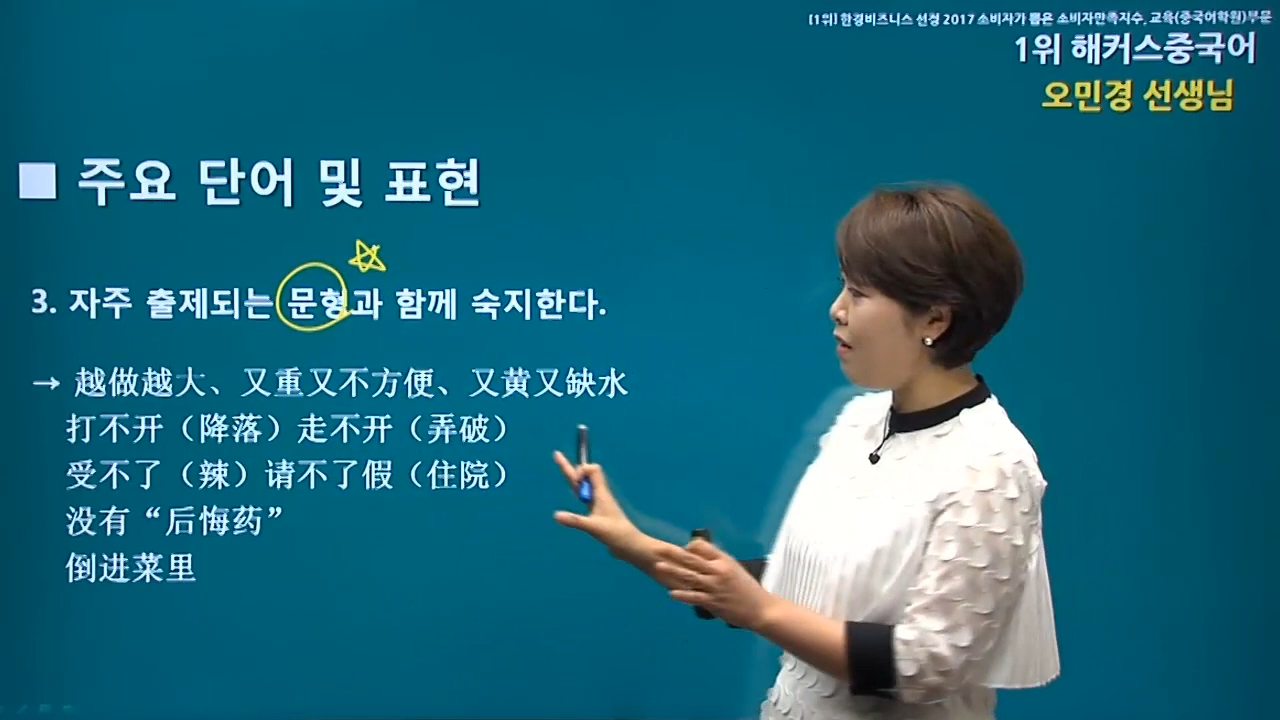 [1위] 한경비즈니스 선정 2017 소비자가 뽑은 소비자만족지수, 교육(중국어학원)부문
1위 해커스중국어
오민경 선생님
■ 주요 단어 및 표현
3. 자주 출제되는 문형과 함께 숙지한다.
→ 越做越大、又重又不方便、又黄又缺水
打不开（降落）走不开（弄破）
受不了（辣）请不了假（住院）
没有“后悔药”
倒进菜里